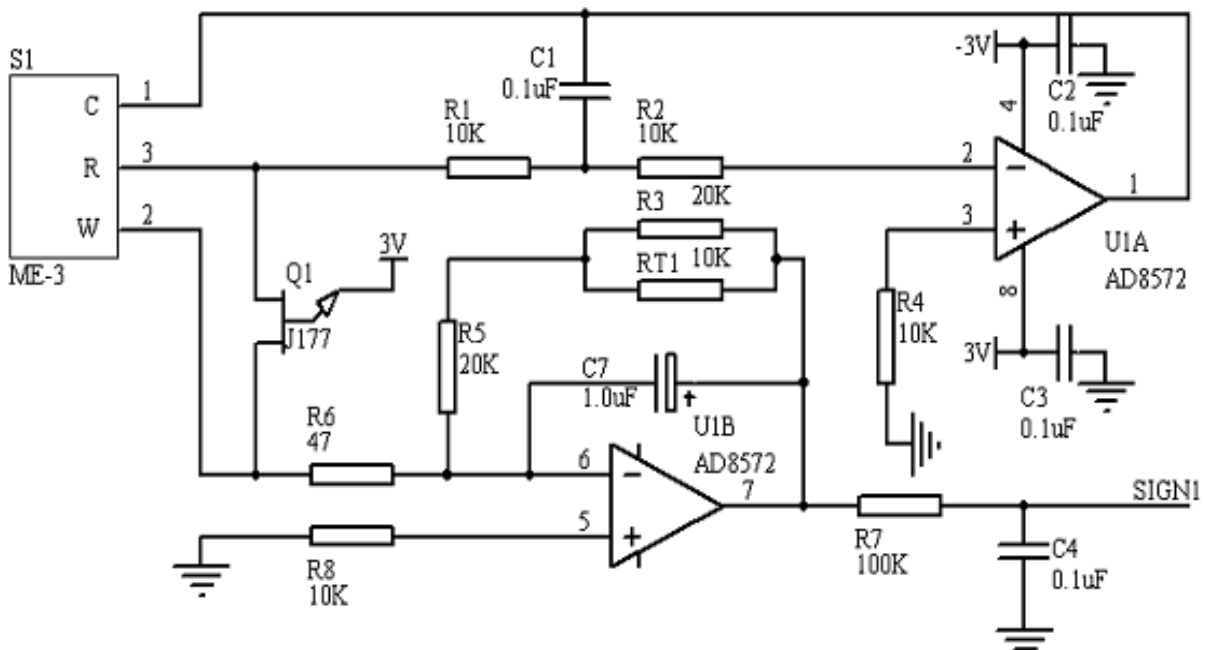 S1
C
1
R
3
W
2
ME-3
C1
0.1uF
R1
10K
R2
10K
-3V
4
C2
0.1uF
2
3
1
U1A
AD8572
8
20K
R3
10K
RT1
3V
Q1
J177
R5
20K
R4
10K
3V
C3
0.1uF
C7
1.0uF
+
U1B
AD8572
R6
47
6
5
7
R8
10K
R7
100K
SIGN1
C4
0.1uF